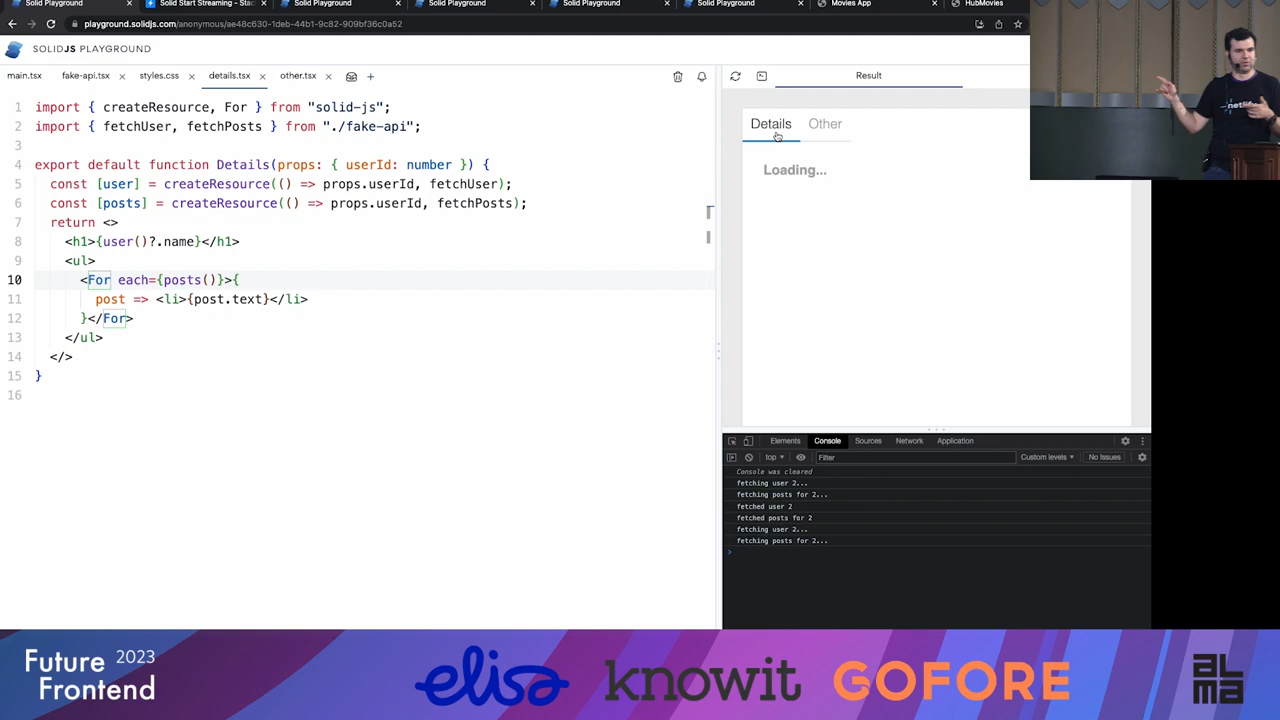 Solid Playground
Solid Start Streaming - Stac
Solid Playground
Solid Playground
Solid Playground
Solid Playground
Movies App
HubMovies
playground.solidjs.com/anonymous/ae48c630-1deb-44b1-9c82-909bf36c0a52
SOLIDJS PLAYGROUND
main.tsx
fake-api.tsx
styles.css
details.tsx
other.tsx
Result
1 import { createResource, For } from "solid-js";
2 import { fetchUser, fetchPosts } from "./fake-api";
3
4 export default function Details(props: { userId: number }) {
5 const [user] = createResource(() => props.userId, fetchUser);
6 const [posts] = createResource(() => props.userId, fetchPosts);
7 return <>
8 <h1>{user()?.name}</h1>
9 <ul>
10 <For each={posts()}>{
11 post => <li>{post.text}</li>
12 }</For>
13 </ul>
14 </>
15 }
16
Details
Other
Loading...
netlify
Elements
Console
Sources
Network
Application
top
Filter
Custom levels
No Issues
Console was cleared
fetching user 2...
fetching posts for 2...
fetched user 2
fetched posts for 2
fetching user 2...
fetching posts for 2...
Future 2023
Frontend
elisa
knowit
GOFORE
ALMA